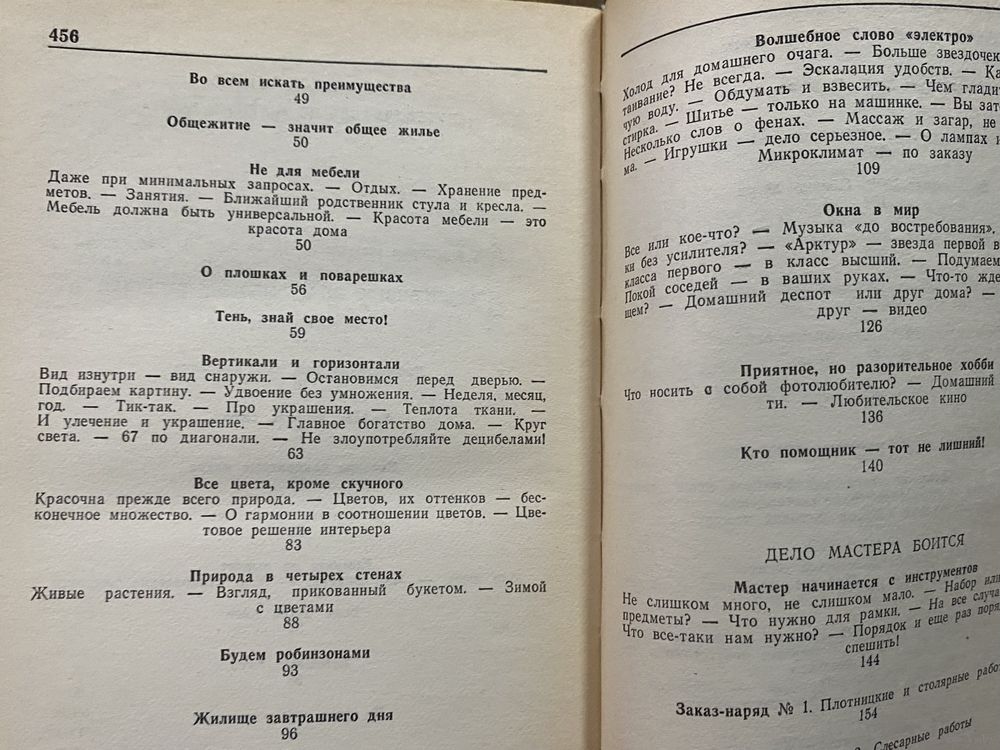 456
Во всем искать преимущества
49
Общежитие — значит общее жилье
50
Не для мебели
Даже при минимальных запросах. — Отдых. — Хранение пред-
метов. — Занятия. — Ближайший родственник стула и кресла. —
Мебель должна быть универсальной. — Красота мебели — это
красота дома
50
О плошках и поварешках
56
Тень, знай свое место!
59
Вертикали и горизонтали
Вид изнутри — вид снаружи. — Остановимся перед дверью. —
Подбираем картину. — Удвоение без умножения. — Неделя, месяц,
год. — Тик-так. — Про украшения. — Теплота ткани. —
И улечение и украшение. — Главное богатство дома. — Круг
света. — 67 по диагонали. — Не злоупотребляйте децибелами!
63
Все цвета, кроме скучного
Красочна прежде всего природа. — Цветов, их оттенков — бес-
конечное множество. — О гармонии в соотношении цветов. — Цве-
товое решение интерьера
83
Природа в четырех стенах
Живые растения. — Взгляд, прикованный букетом. — Зимой
с цветами
88
Будем робинзонами
93
Жилище завтрашнего дня
96
Волшебное слово «электро»
Холод для домашнего очага. — Больше звездочек
таивание? Не всегда. — Эскалация удобств. — Ка
чую воду. — Обдумать и взвесить. — Чем гладит
стирка. — Шитье — только на машинке. — Вы зат
Несколько слов о фенах. — Массаж и загар, не
ма. — Игрушки — дело серьезное. — О лампах и
Микроклимат — по заказу
109
Окна в мир
Все или кое-что? — Музыка «до востребования».
ки без усилителя? — «Арктур» — звезда первой в
класса первого — в класс высший. — Подумаем
Покой соседей — в ваших руках. — Что-то жде
щем? — Домашний деспот или друг дома? —
друг — видео
126
Приятное, но разорительное хобби
Что носить с собой фотолюбителю? — Домашний
ти. — Любительское кино
136
Кто помощник — тот не лишний!
140
ДЕЛО МАСТЕРА БОИТСЯ
Мастер начинается с инструментов
Не слишком много, не слишком мало. — Набор или
предметы? — Что нужно для рамки. — На все случа
Что все-таки нам нужно? — Порядок и еще раз поря
спешить!
144
Заказ-наряд № 1. Плотницкие и столярные рабо
154
Слесарные работы